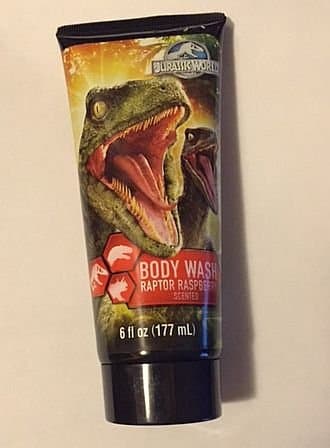 JURASSIC WORLD
BODY WASH
RAPTOR RASPBERRY
SCENTED
6 fl oz (177 mL)